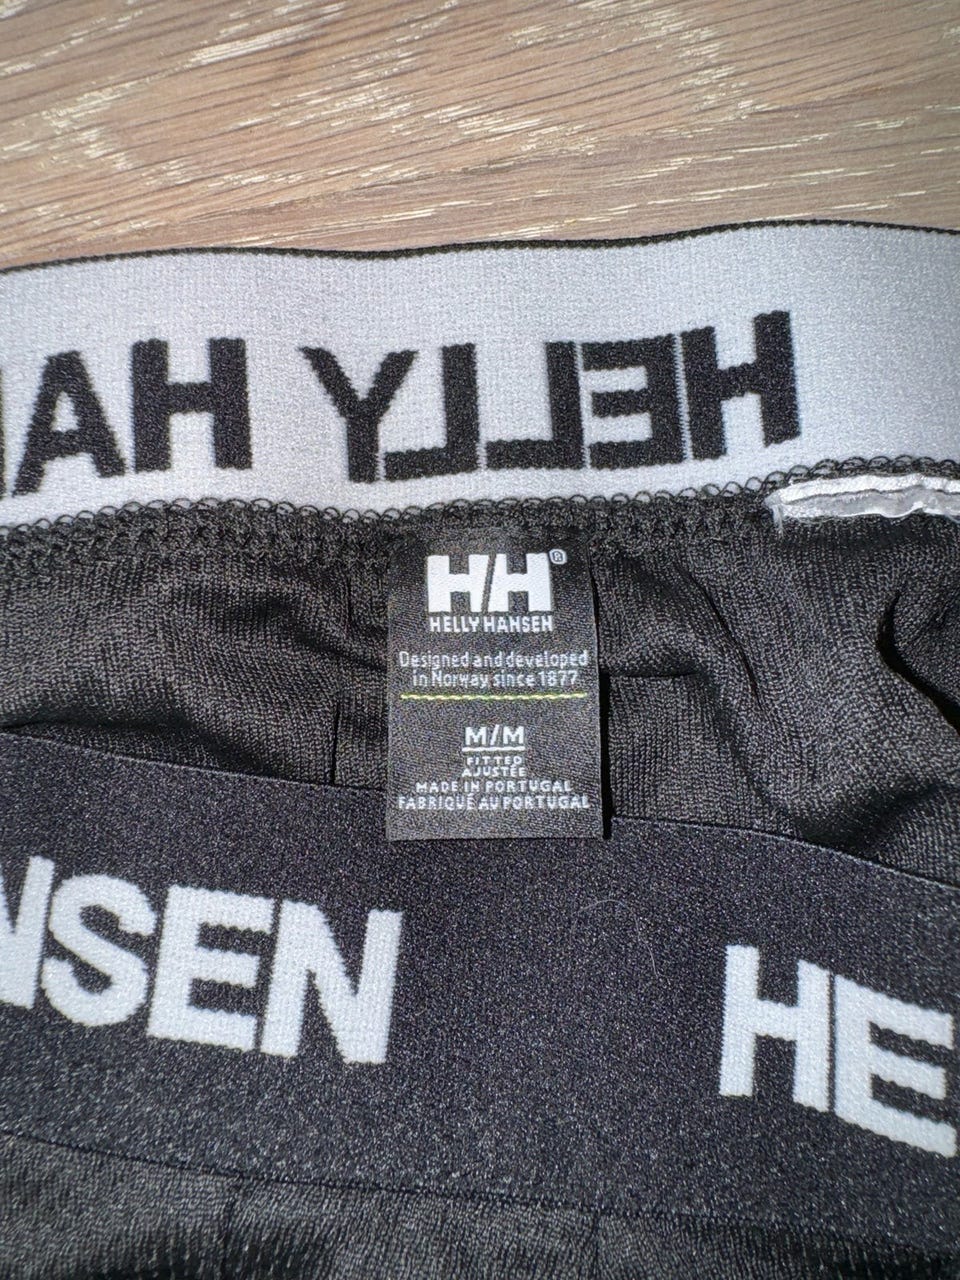 HELLY HA
H/H®
HELLY HANSEN
Designed and developed
in Norway since 1877
M/M
FITTED
AJUSTÉE
MADE IN PORTUGAL
FABRIQUÉ AU PORTUGAL
NSEN HE